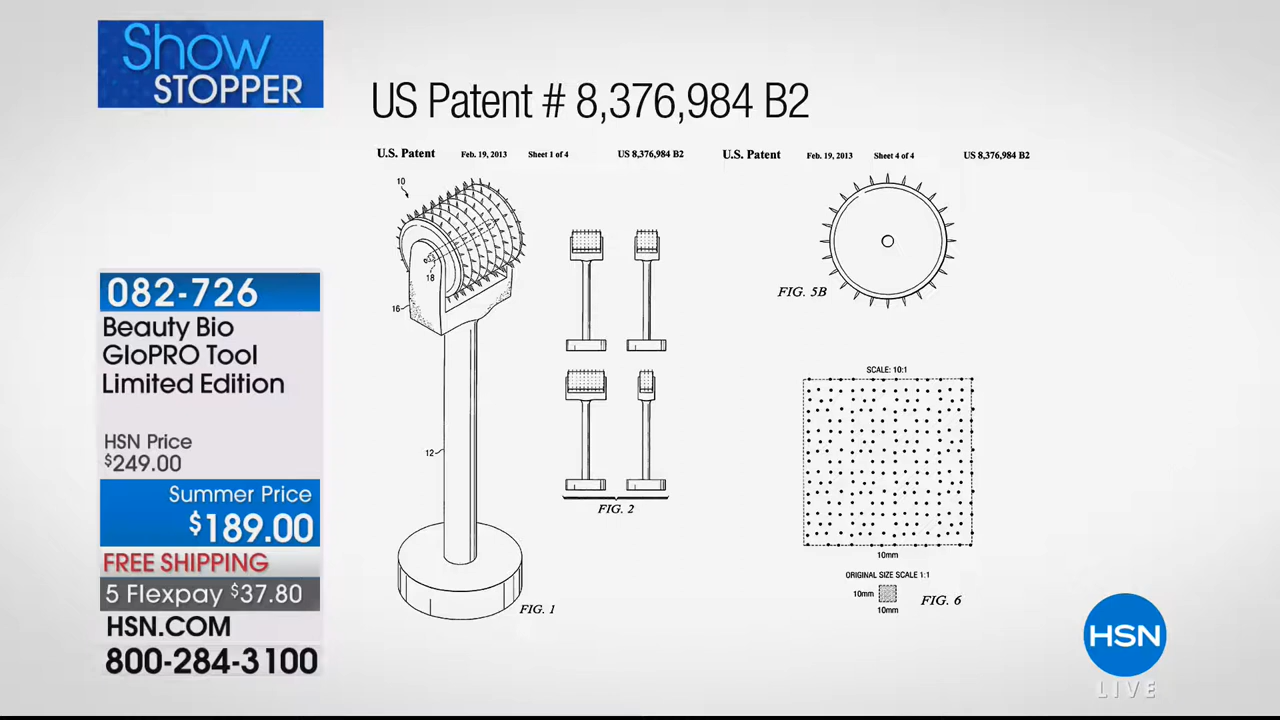 Show
STOPPER
US Patent # 8,376,984 B2
U.S. Patent Feb. 19, 2013 Sheet 1 of 4 US 8,376,984 B2
U.S. Patent Feb. 19, 2013 Sheet 4 of 4 US 8,376,984 B2
10
18
16
12
FIG. 1
FIG. 2
FIG. 5B
SCALE: 10:1
10mm
ORIGINAL SIZE SCALE 1:1
10mm
10mm
FIG. 6
082-726
Beauty Bio
GloPRO Tool
Limited Edition
HSN Price
$249.00
Summer Price
$189.00
FREE SHIPPING
5 Flexpay $37.80
HSN.COM
800-284-3100
HSN
LIVE